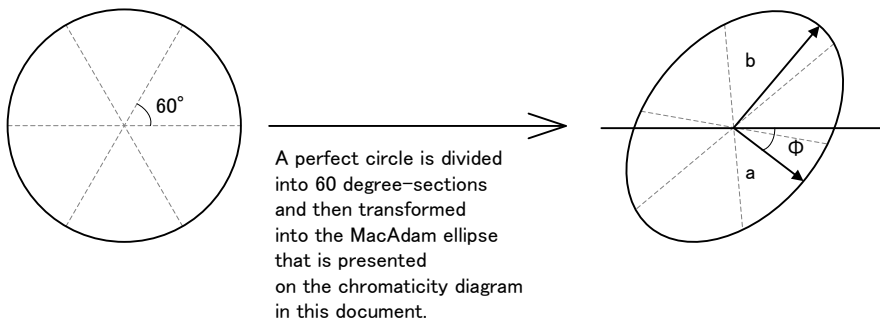 60°
A perfect circle is divided
into 60 degree-sections
and then transformed
into the MacAdam ellipse
that is presented
on the chromaticity diagram
in this document.
b
Φ
a